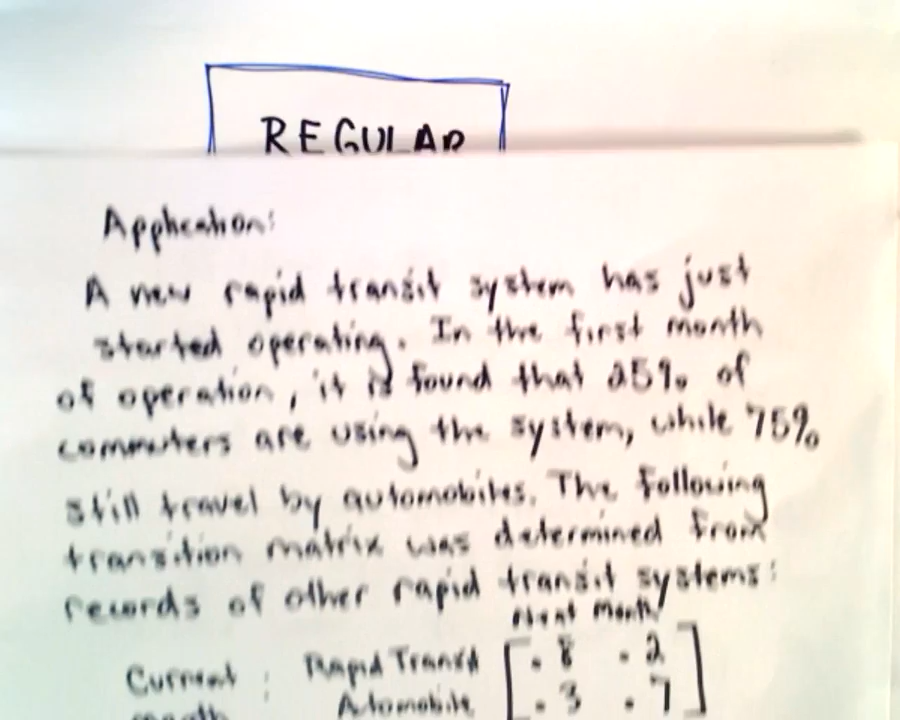 REGULAR
Application:
A new rapid transit system has just
started operating. In the first month
of operation, it is found that 25% of
commuters are using the system, while 75%
still travel by automobiles. The following
transition matrix was determined from
records of other rapid transit systems:
Next Month
Current : Rapid Transit [ .8 .2 ]
month Automobile .3 .7